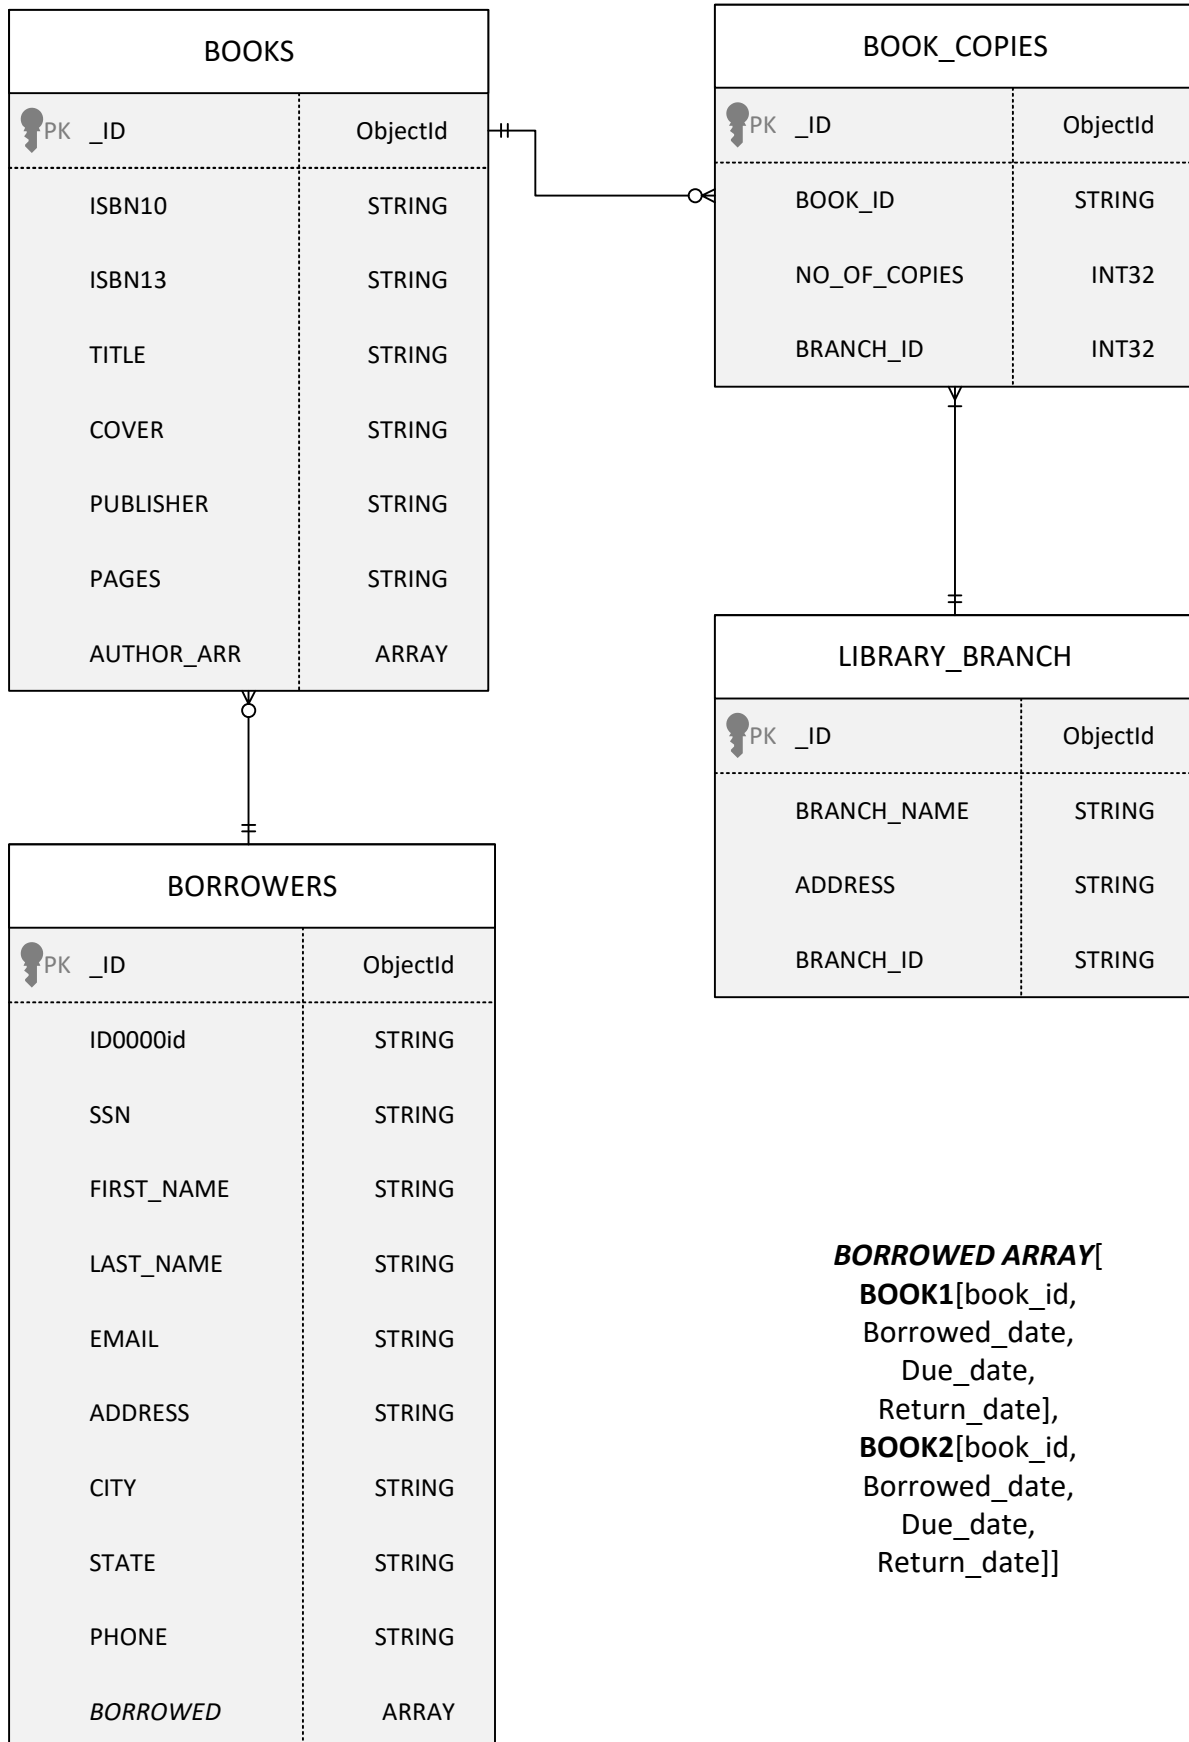 BOOKS
PK _ID ObjectId
ISBN10 STRING
ISBN13 STRING
TITLE STRING
COVER STRING
PUBLISHER STRING
PAGES STRING
AUTHOR_ARR ARRAY
BOOK_COPIES
PK _ID ObjectId
BOOK_ID STRING
NO_OF_COPIES INT32
BRANCH_ID INT32
LIBRARY_BRANCH
PK _ID ObjectId
BRANCH_NAME STRING
ADDRESS STRING
BRANCH_ID STRING
BORROWERS
PK _ID ObjectId
ID0000id STRING
SSN STRING
FIRST_NAME STRING
LAST_NAME STRING
EMAIL STRING
ADDRESS STRING
CITY STRING
STATE STRING
PHONE STRING
BORROWED ARRAY
BORROWED ARRAY[
BOOK1[book_id,
Borrowed_date,
Due_date,
Return_date],
BOOK2[book_id,
Borrowed_date,
Due_date,
Return_date]]